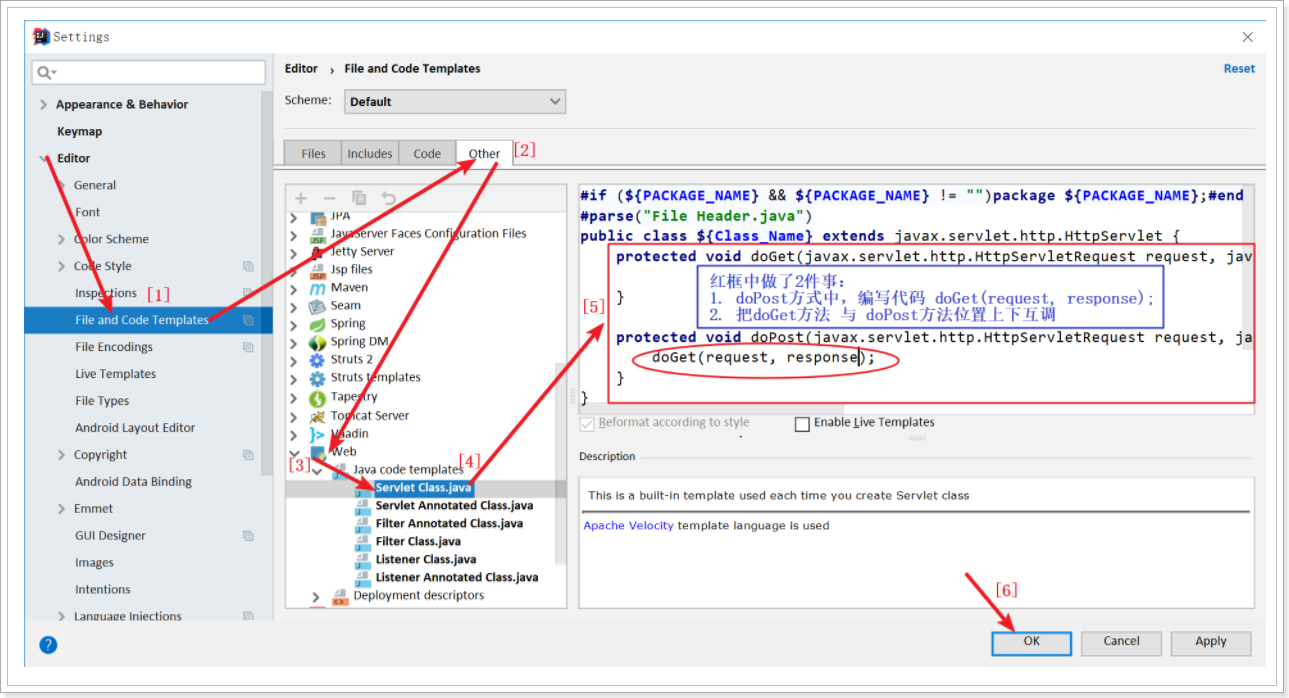 Settings
Editor › File and Code Templates
Reset
Scheme: Default
Appearance & Behavior
Keymap
Editor
General
Font
Color Scheme
Code Style
Inspections [1]
File and Code Templates
File Encodings
Live Templates
File Types
Android Layout Editor
Copyright
Android Data Binding
Emmet
GUI Designer
Images
Intentions
Language Injections
Files Includes Code Other [2]
JPA
JavaServer Faces Configuration Files
Jetty Server
Jsp files
Maven
Seam
Spring
Spring DM
Struts 2
Struts templates
Tapestry
Tomcat Server
Vaadin
Web
[3] Java code templates [4]
Servlet Class.java
Servlet Annotated Class.java
Filter Annotated Class.java
Filter Class.java
Listener Class.java
Listener Annotated Class.java
Deployment descriptors
#if (${PACKAGE_NAME} && ${PACKAGE_NAME} != "")package ${PACKAGE_NAME};#end
#parse("File Header.java")
public class ${Class_Name} extends javax.servlet.http.HttpServlet {
protected void doGet(javax.servlet.http.HttpServletRequest request, jav
红框中做了2件事：
1. doPost方式中，编写代码 doGet(request, response);
2. 把doGet方法 与 doPost方法位置上下互调
}
[5]
protected void doPost(javax.servlet.http.HttpServletRequest request, ja
doGet(request, response);
}
}
Reformat according to style
Enable Live Templates
Description
This is a built-in template used each time you create Servlet class
Apache Velocity template language is used
[6]
? OK Cancel Apply